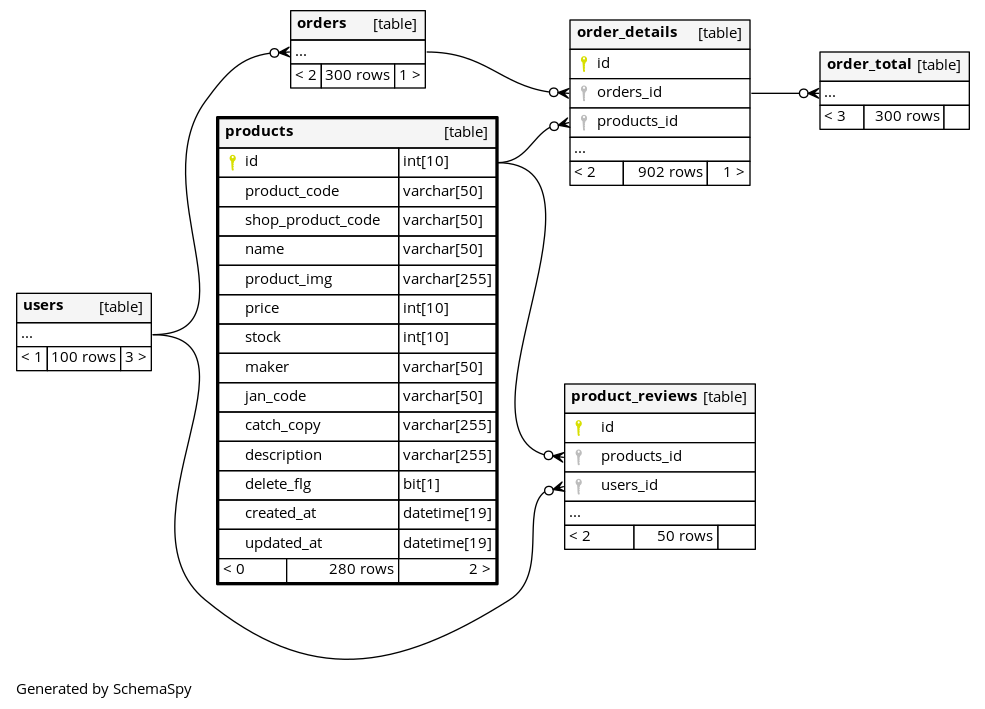 orders [table]
...
< 2 300 rows 1 >
order_details [table]
id
orders_id
products_id
...
< 2 902 rows 1 >
order_total [table]
...
< 3 300 rows
products [table]
id int[10]
product_code varchar[50]
shop_product_code varchar[50]
name varchar[50]
product_img varchar[255]
price int[10]
stock int[10]
maker varchar[50]
jan_code varchar[50]
catch_copy varchar[255]
description varchar[255]
delete_flg bit[1]
created_at datetime[19]
updated_at datetime[19]
< 0 280 rows 2 >
users [table]
...
< 1 100 rows 3 >
product_reviews [table]
id
products_id
users_id
...
< 2 50 rows
Generated by SchemaSpy